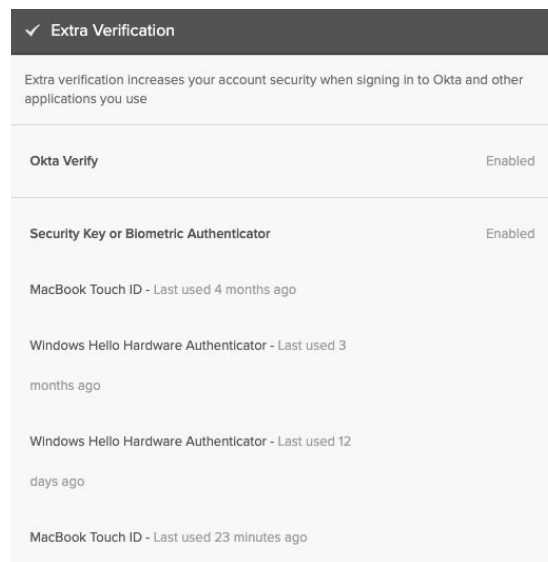 Extra Verification
Extra verification increases your account security when signing in to Okta and other
applications you use
Okta Verify Enabled
Security Key or Biometric Authenticator Enabled
MacBook Touch ID - Last used 4 months ago
Windows Hello Hardware Authenticator - Last used 3
months ago
Windows Hello Hardware Authenticator - Last used 12
days ago
MacBook Touch ID - Last used 23 minutes ago